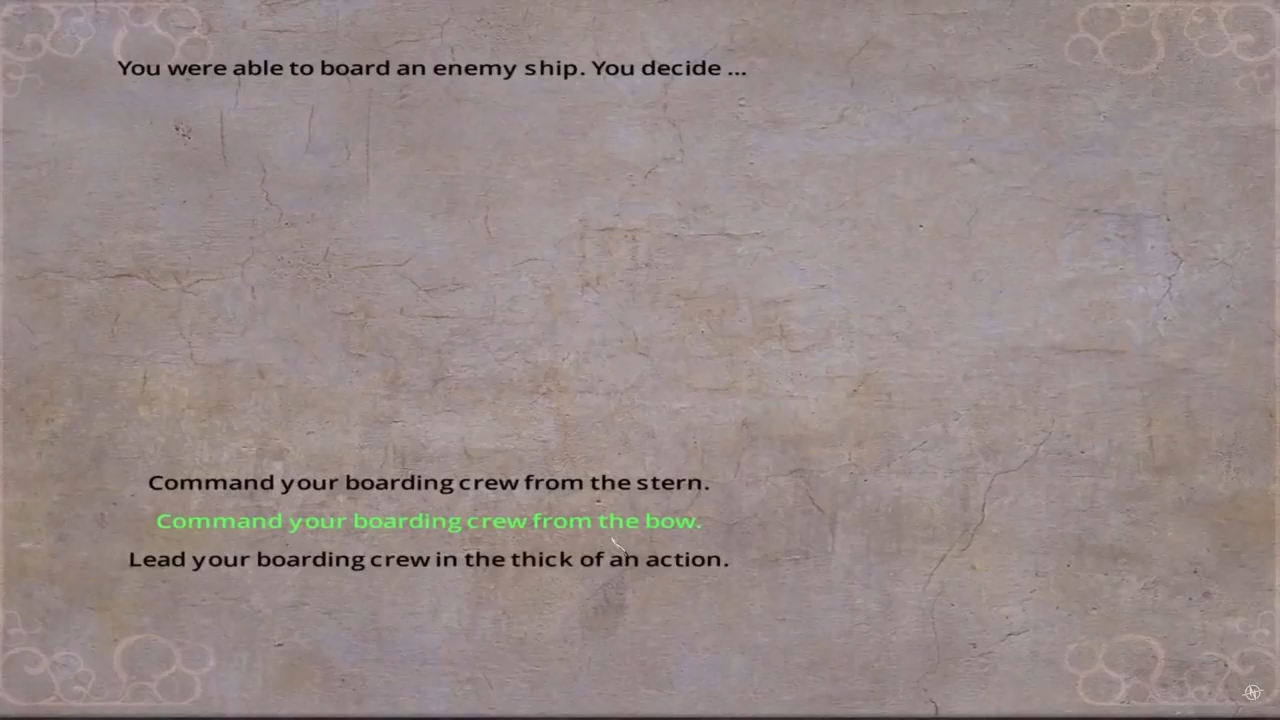 You were able to board an enemy ship. You decide ...
Command your boarding crew from the stern.
Command your boarding crew from the bow.
Lead your boarding crew in the thick of an action.